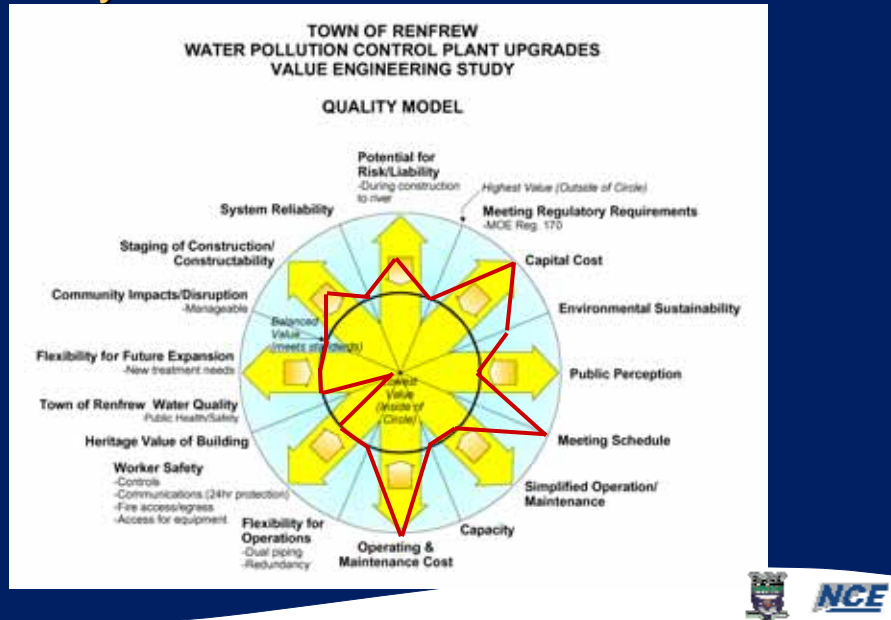 TOWN OF RENFREW
WATER POLLUTION CONTROL PLANT UPGRADES
VALUE ENGINEERING STUDY
QUALITY MODEL
Potential for
Risk/Liability
-During construction
to river
Highest Value (Outside of Circle)
System Reliability
Meeting Regulatory Requirements
-MOE Reg. 170
Staging of Construction/
Constructability
Capital Cost
Community Impacts/Disruption
-Manageable
Environmental Sustainability
Balanced
Value
(meets standards)
Flexibility for Future Expansion
-New treatment needs
Public Perception
Lowest
Value
(Inside of
Circle)
Town of Renfrew Water Quality
Public Health/Safety
Heritage Value of Building
Meeting Schedule
Worker Safety
-Controls
-Communications (24hr protection)
-Fire access/egress
-Access for equipment
Simplified Operation/
Maintenance
Flexibility for
Operations
-Dual piping
-Redundancy
Capacity
Operating &
Maintenance Cost
NCE